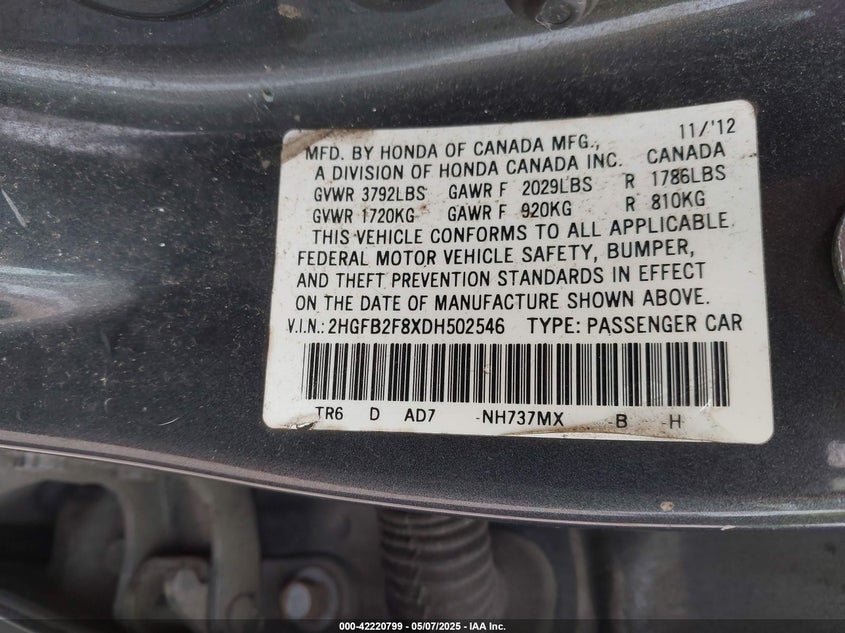 11/'12
MFD. BY HONDA OF CANADA MFG.,
A DIVISION OF HONDA CANADA INC. CANADA
GVWR 3792LBS GAWR F 2029LBS R 1786LBS
GVWR 1720KG GAWR F 920KG R 810KG
THIS VEHICLE CONFORMS TO ALL APPLICABLE
FEDERAL MOTOR VEHICLE SAFETY, BUMPER,
AND THEFT PREVENTION STANDARDS IN EFFECT
ON THE DATE OF MANUFACTURE SHOWN ABOVE.
V.I.N.: 2HGFB2F8XDH502546 TYPE: PASSENGER CAR
TR6 D AD7 -NH737MX -B -H
000-42220799 - 05/07/2025 - IAA Inc.